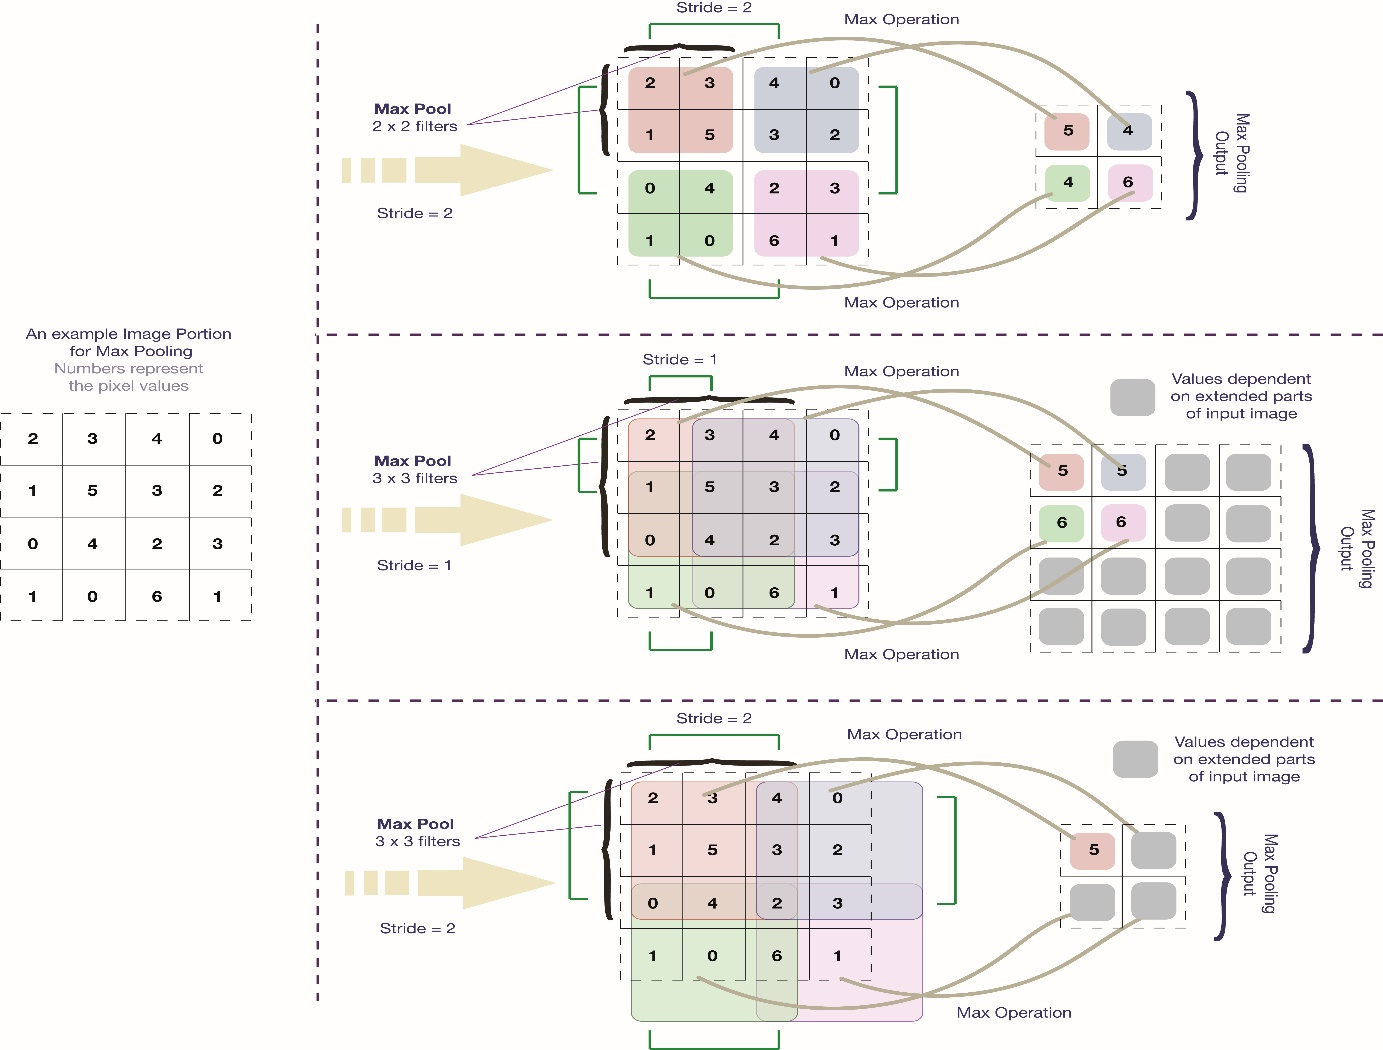 An example Image Portion
for Max Pooling
Numbers represent
the pixel values
2 3 4 0
1 5 3 2
0 4 2 3
1 0 6 1
Stride = 2
Max Operation
Max Pool
2 x 2 filters
Stride = 2
2 3 4 0
1 5 3 2
0 4 2 3
1 0 6 1
5 4
4 6
Max Pooling
Output
Max Operation
Stride = 1
Max Operation
Values dependent
on extended parts
of input image
Max Pool
3 x 3 filters
Stride = 1
2 3 4 0
1 5 3 2
0 4 2 3
1 0 6 1
5 5
6 6
Max Pooling
Output
Max Operation
Stride = 2
Max Operation
Values dependent
on extended parts
of input image
Max Pool
3 x 3 filters
Stride = 2
2 3 4 0
1 5 3 2
0 4 2 3
1 0 6 1
5
Max Pooling
Output
Max Operation